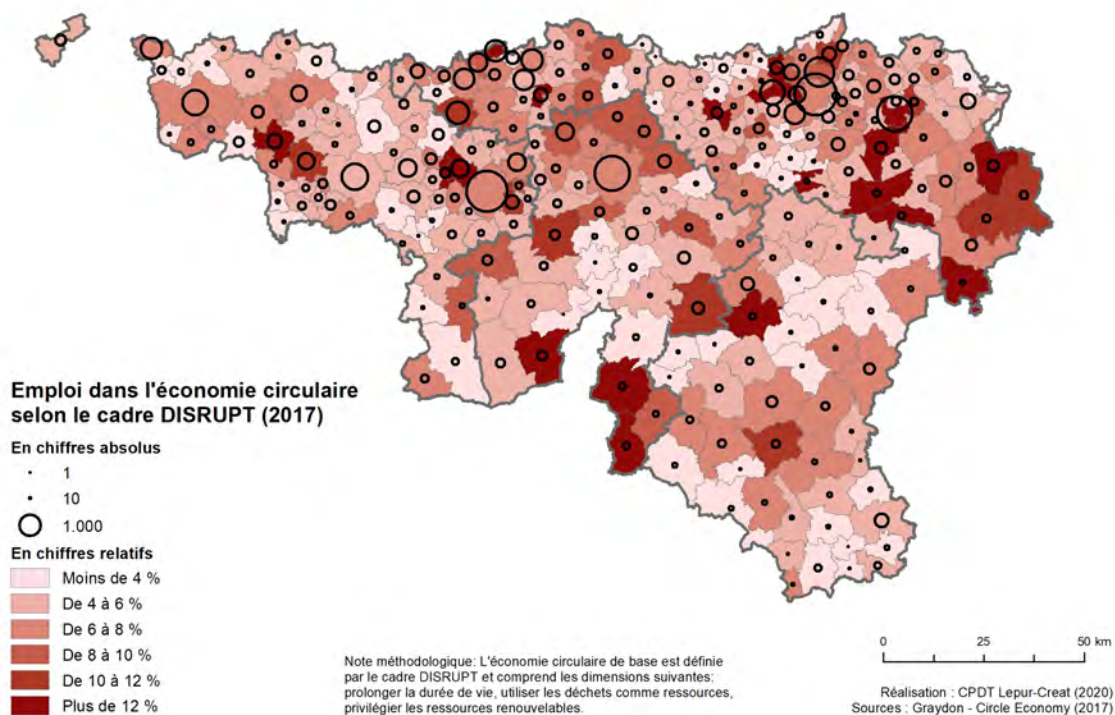 Emploi dans l'économie circulaire
selon le cadre DISRUPT (2017)
En chiffres absolus
1
10
1.000
En chiffres relatifs
Moins de 4 %
De 4 à 6 %
De 6 à 8 %
De 8 à 10 %
De 10 à 12 %
Plus de 12 %
Note méthodologique: L'économie circulaire de base est définie
par le cadre DISRUPT et comprend les dimensions suivantes:
prolonger la durée de vie, utiliser les déchets comme ressources,
privilégier les ressources renouvelables.
0 25 50 km
Réalisation : CPDT Lepur-Creat (2020)
Sources : Graydon - Circle Economy (2017)